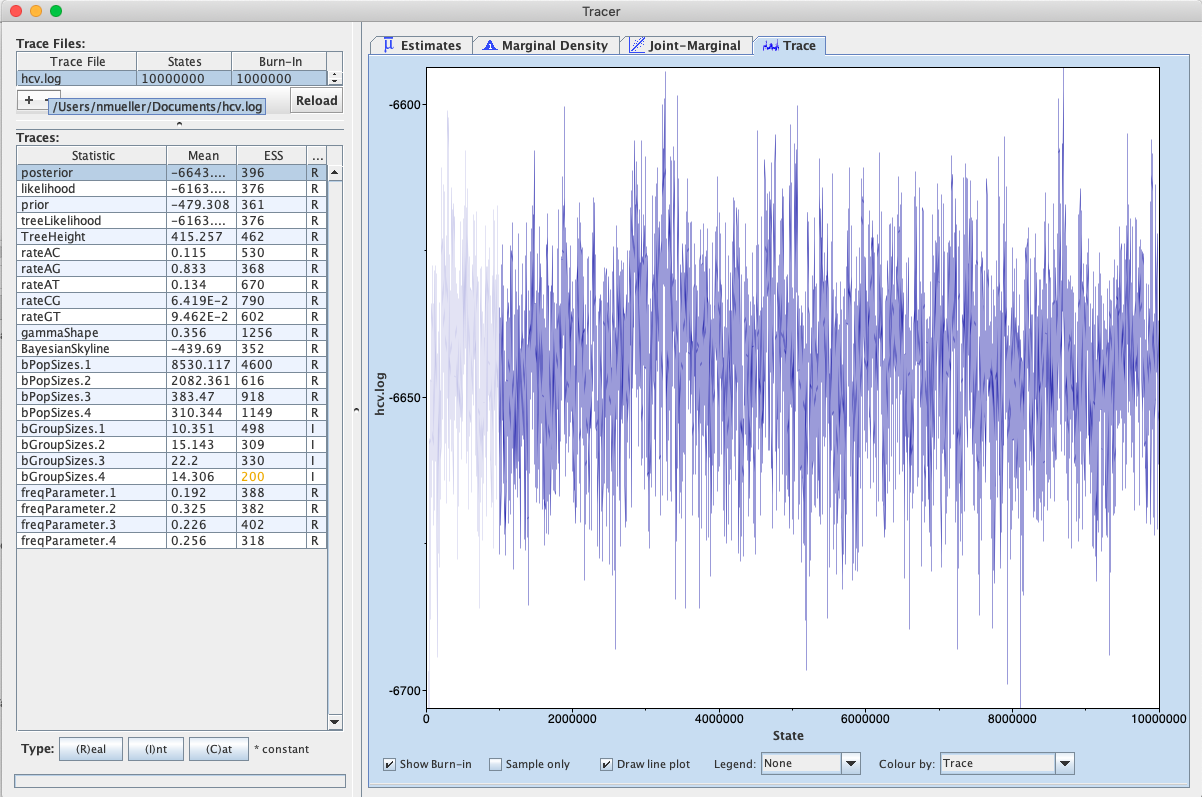 Tracer
Trace Files:
Trace File States Burn-In
hcv.log 10000000 1000000
+ - Reload
/Users/nmueller/Documents/hcv.log
Traces:
Statistic Mean ESS ...
posterior -6643.... 396 R
likelihood -6163.... 376 R
prior -479.308 361 R
treeLikelihood -6163.... 376 R
TreeHeight 415.257 462 R
rateAC 0.115 530 R
rateAG 0.833 368 R
rateAT 0.134 670 R
rateCG 6.419E-2 790 R
rateGT 9.462E-2 602 R
gammaShape 0.356 1256 R
BayesianSkyline -439.69 352 R
bPopSizes.1 8530.117 4600 R
bPopSizes.2 2082.361 616 R
bPopSizes.3 383.47 918 R
bPopSizes.4 310.344 1149 R
bGroupSizes.1 10.351 498 I
bGroupSizes.2 15.143 309 I
bGroupSizes.3 22.2 330 I
bGroupSizes.4 14.306 200 I
freqParameter.1 0.192 388 R
freqParameter.2 0.325 382 R
freqParameter.3 0.226 402 R
freqParameter.4 0.256 318 R
Type: (R)eal (I)nt (C)at * constant
Estimates Marginal Density Joint-Marginal Trace
-6600
-6650
-6700
hcv.log
0 2000000 4000000 6000000 8000000 10000000
State
Show Burn-in Sample only Draw line plot Legend: None Colour by: Trace